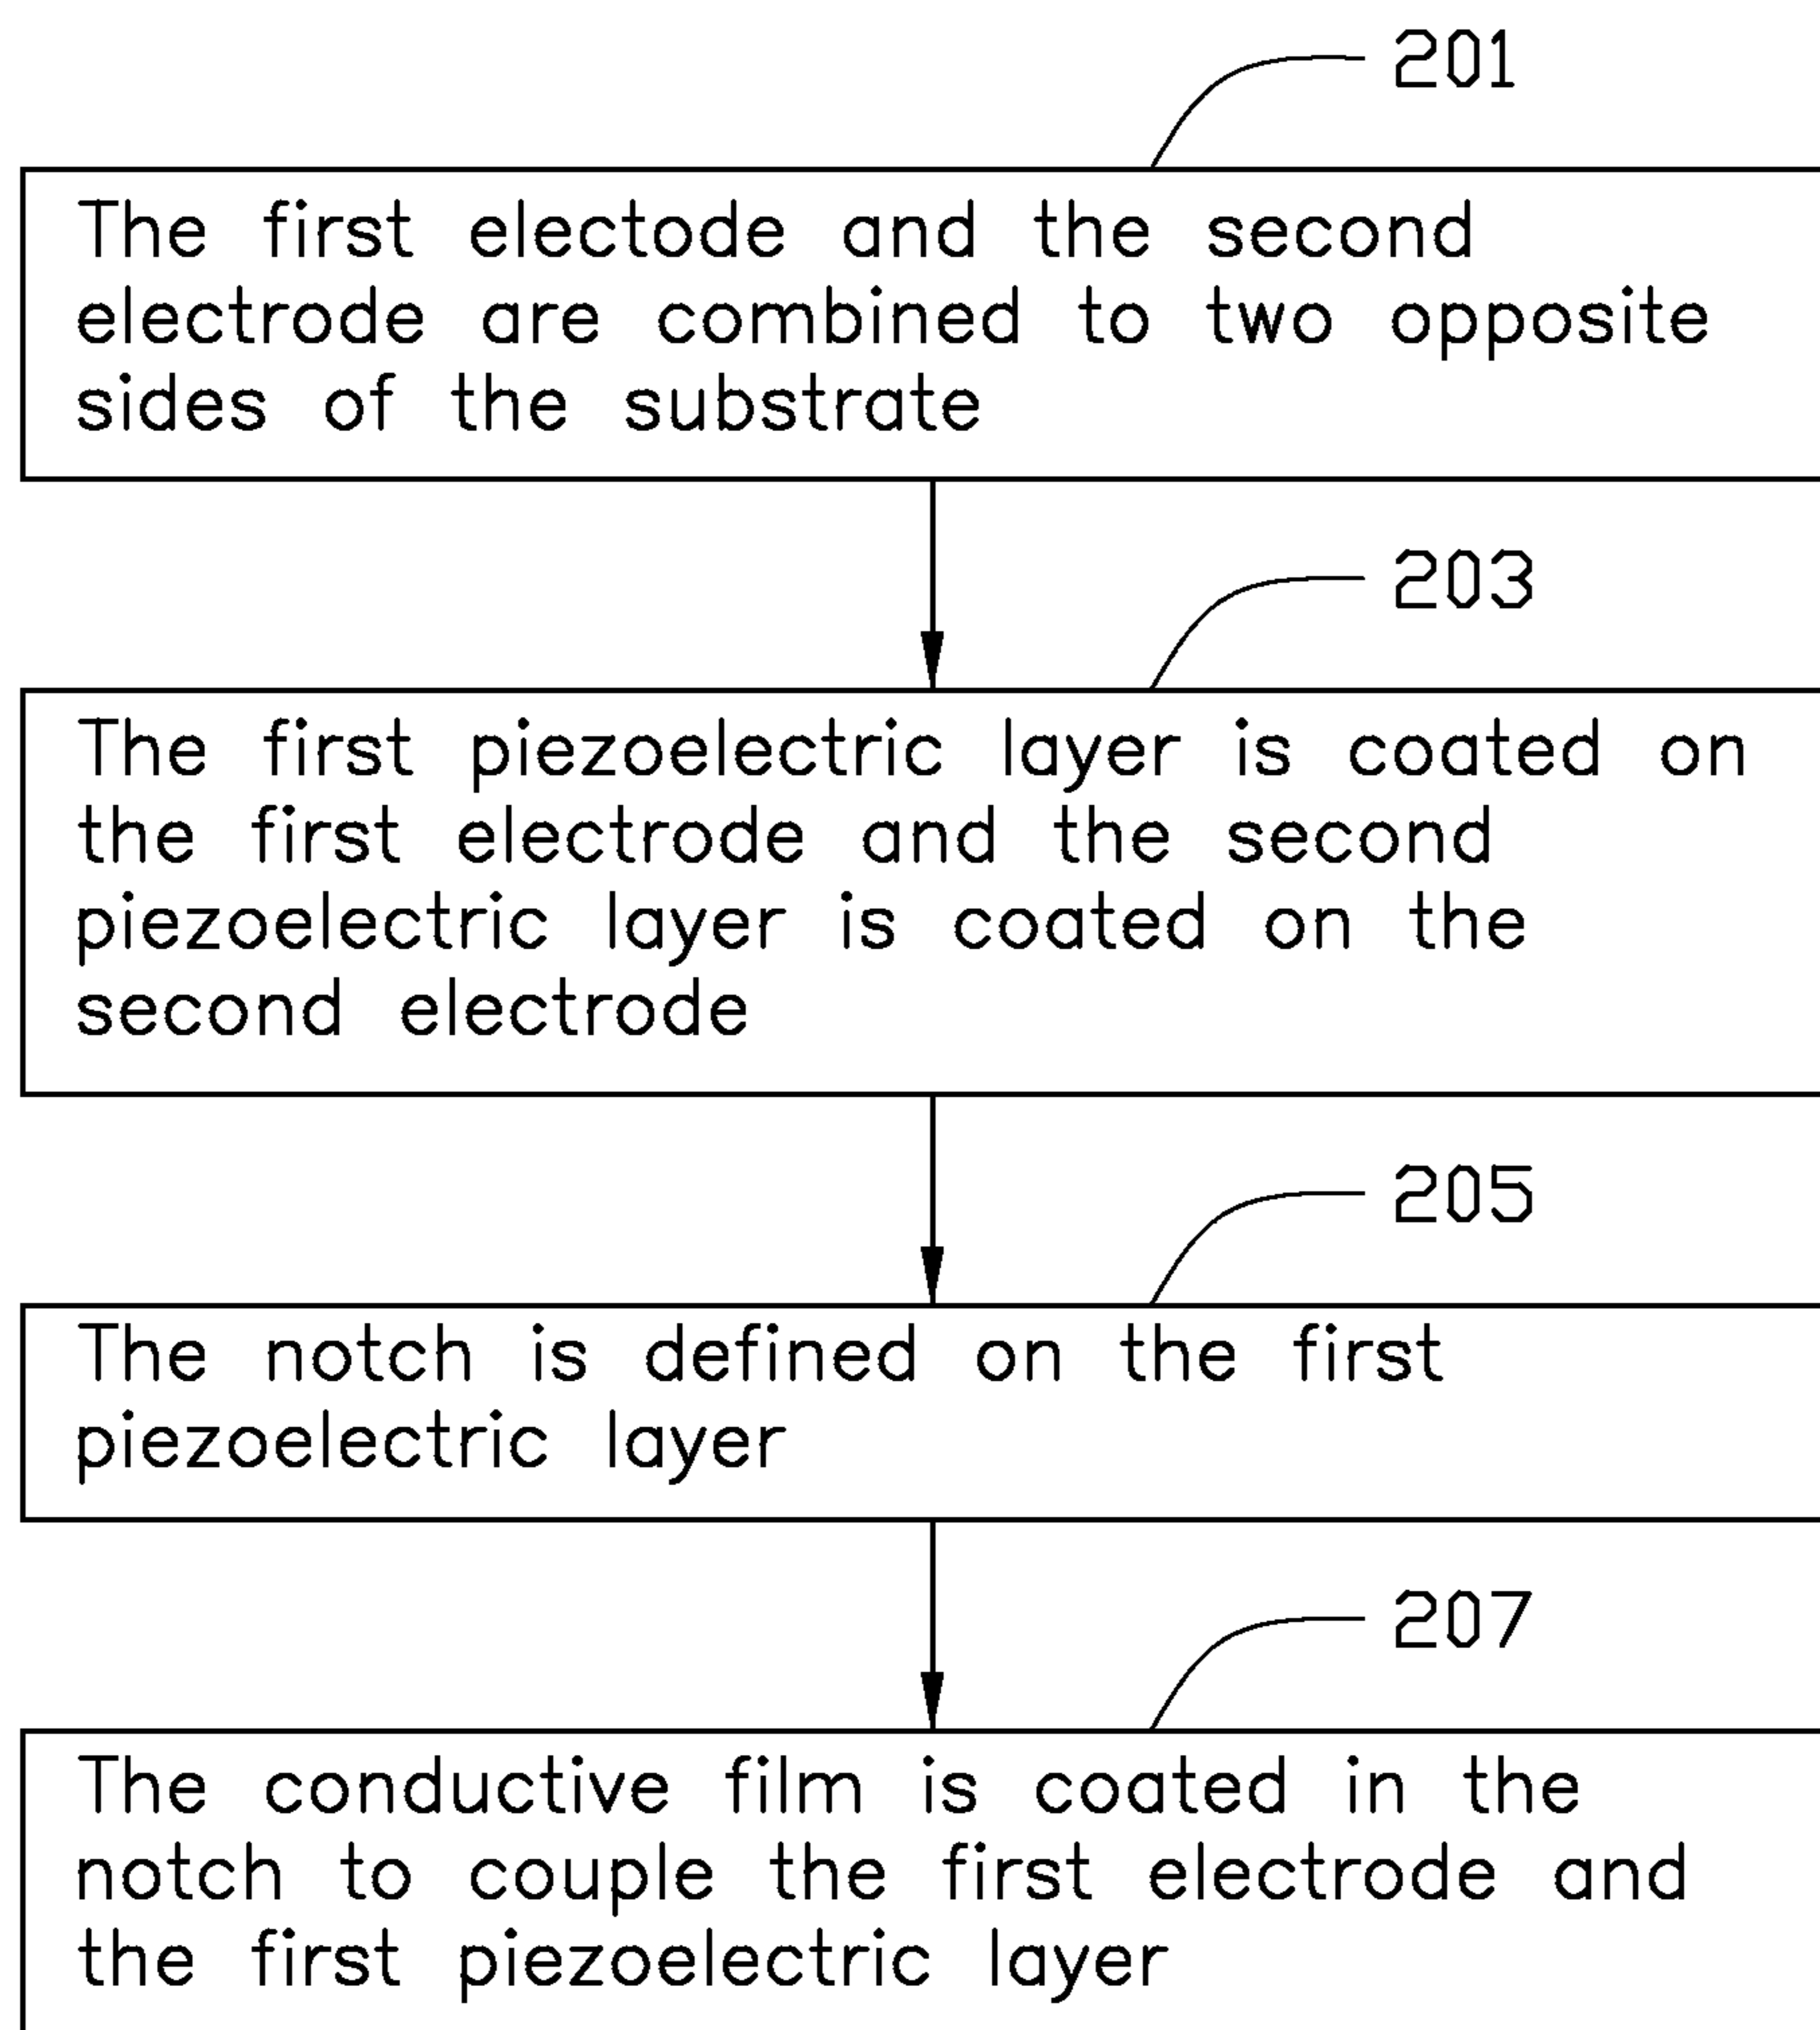 201
The first electode and the second
electrode are combined to two opposite
sides of the substrate
203
The first piezoelectric layer is coated on
the first electrode and the second
piezoelectric layer is coated on the
second electrode
205
The notch is defined on the first
piezoelectric layer
207
The conductive film is coated in the
notch to couple the first electrode and
the first piezoelectric layer